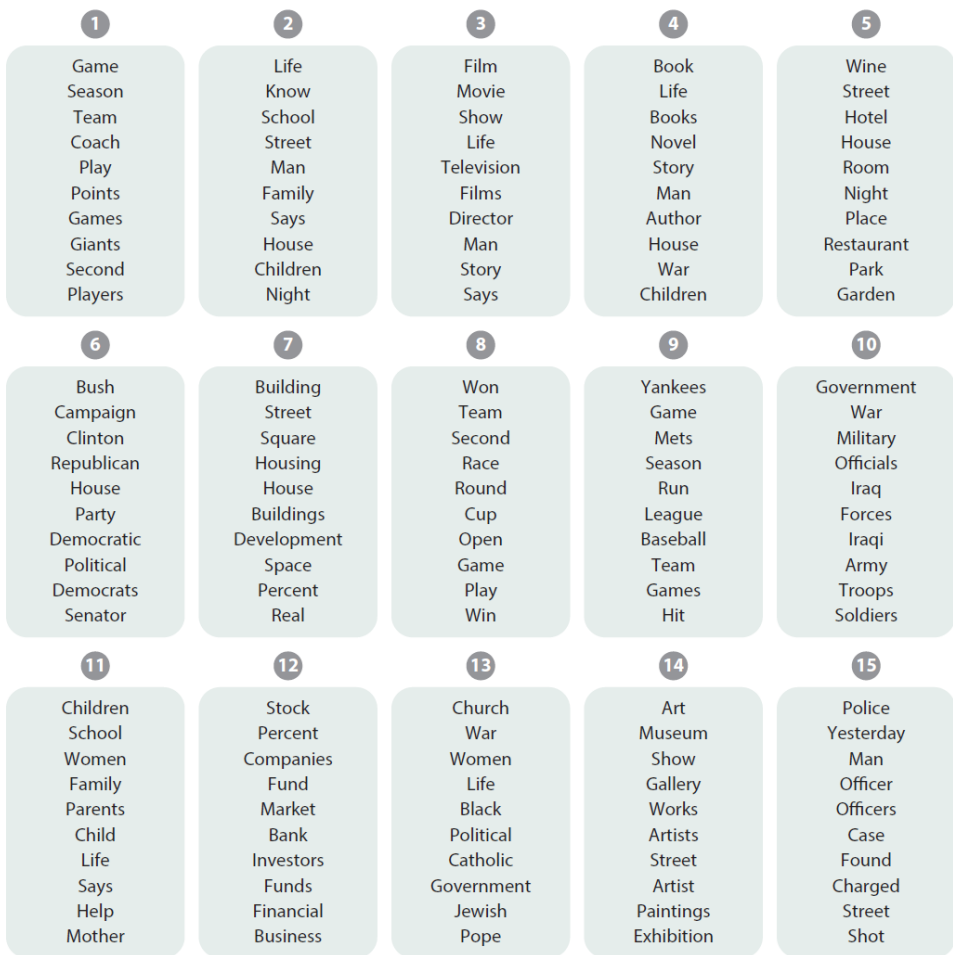 1
Game
Season
Team
Coach
Play
Points
Games
Giants
Second
Players
2
Life
Know
School
Street
Man
Family
Says
House
Children
Night
3
Film
Movie
Show
Life
Television
Films
Director
Man
Story
Says
4
Book
Life
Books
Novel
Story
Man
Author
House
War
Children
5
Wine
Street
Hotel
House
Room
Night
Place
Restaurant
Park
Garden
6
Bush
Campaign
Clinton
Republican
House
Party
Democratic
Political
Democrats
Senator
7
Building
Street
Square
Housing
House
Buildings
Development
Space
Percent
Real
8
Won
Team
Second
Race
Round
Cup
Open
Game
Play
Win
9
Yankees
Game
Mets
Season
Run
League
Baseball
Team
Games
Hit
10
Government
War
Military
Officials
Iraq
Forces
Iraqi
Army
Troops
Soldiers
11
Children
School
Women
Family
Parents
Child
Life
Says
Help
Mother
12
Stock
Percent
Companies
Fund
Market
Bank
Investors
Funds
Financial
Business
13
Church
War
Women
Life
Black
Political
Catholic
Government
Jewish
Pope
14
Art
Museum
Show
Gallery
Works
Artists
Street
Artist
Paintings
Exhibition
15
Police
Yesterday
Man
Officer
Officers
Case
Found
Charged
Street
Shot